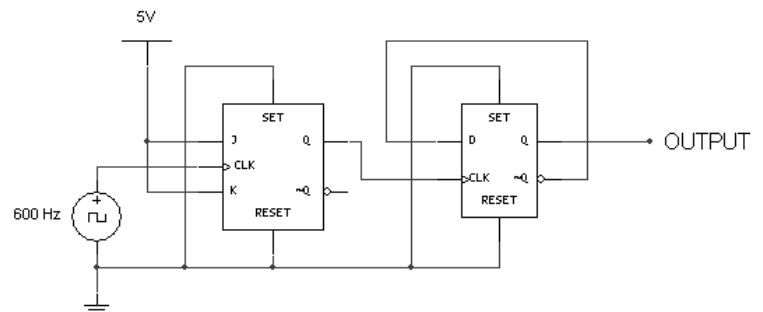 5V
SET
SET
J
Q
D
Q
OUTPUT
CLK
K
~Q
CLK
~Q
RESET
RESET
600 Hz